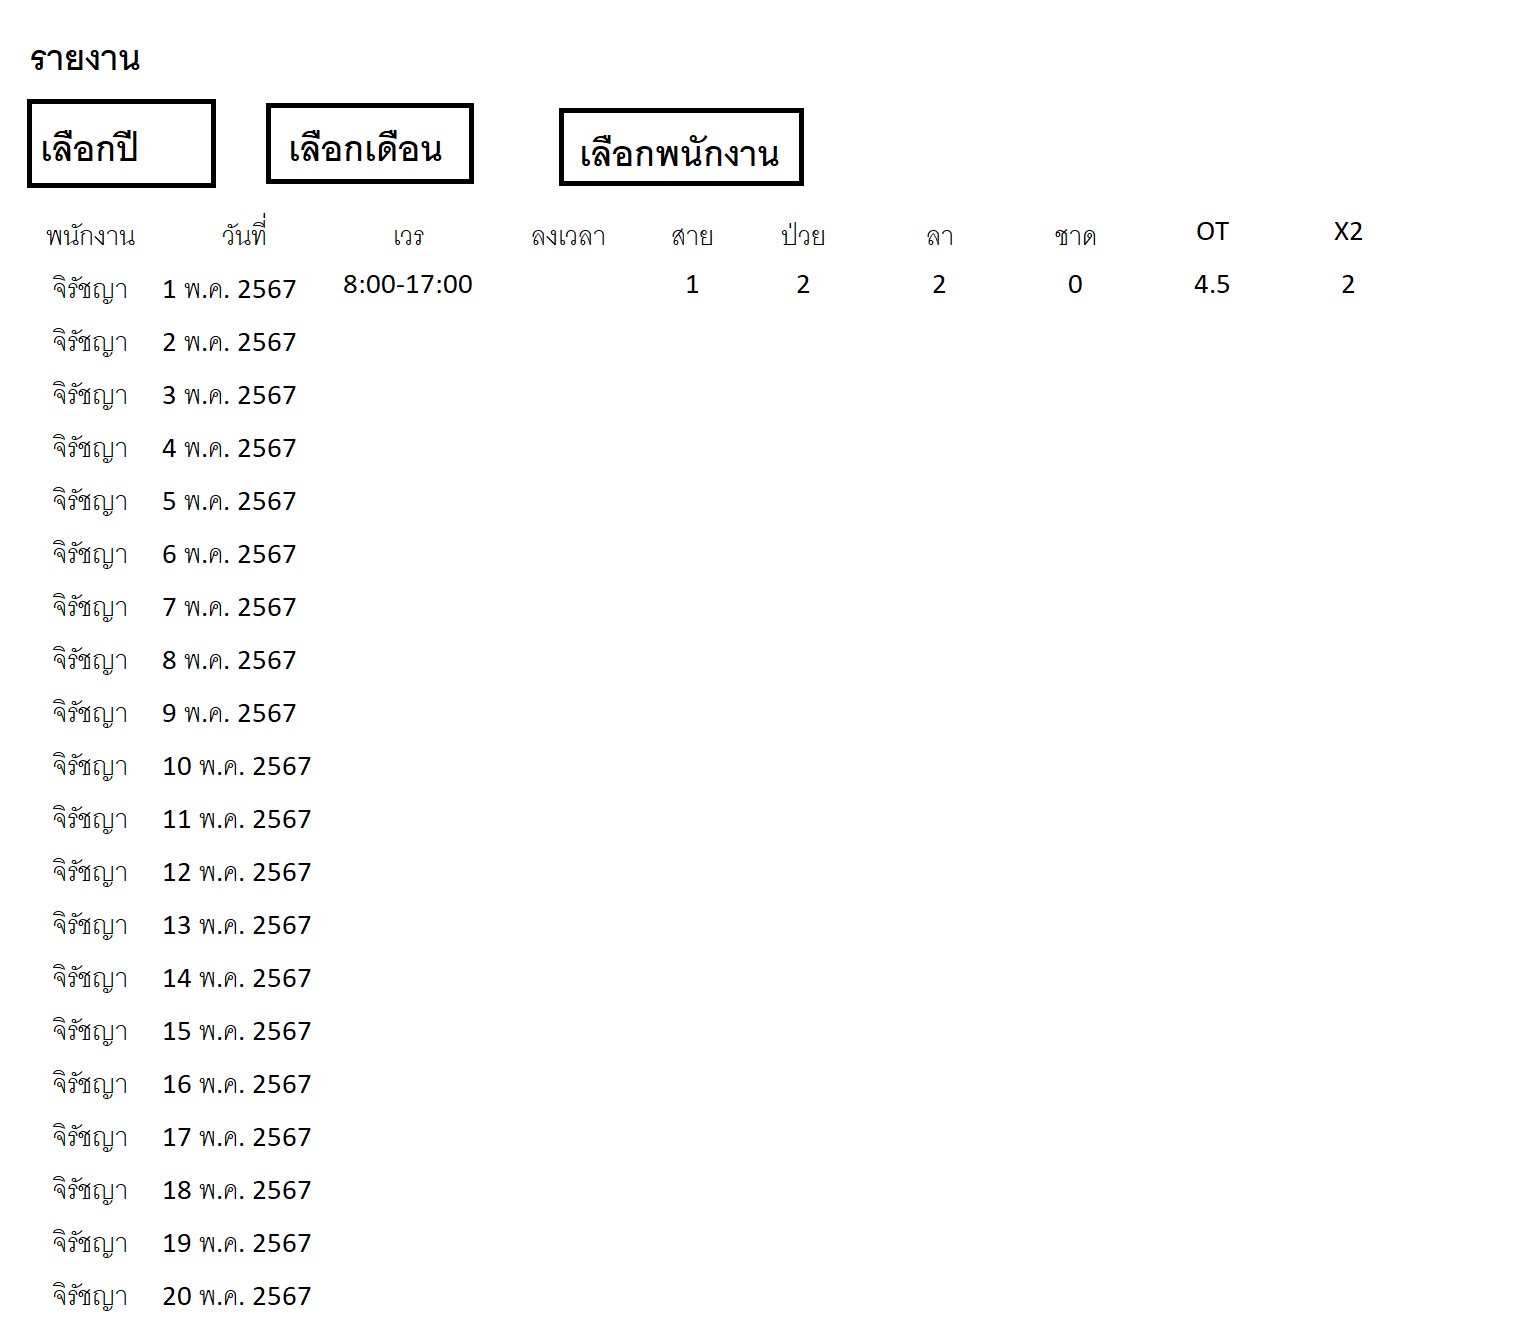 รายงาน
เลือกปี เลือกเดือน เลือกพนักงาน
พนักงาน วันที่ เวร ลงเวลา สาย ป่วย ลา ขาด OT X2
จิรัชญา 1 พ.ค. 2567 8:00-17:00 1 2 2 0 4.5 2
จิรัชญา 2 พ.ค. 2567
จิรัชญา 3 พ.ค. 2567
จิรัชญา 4 พ.ค. 2567
จิรัชญา 5 พ.ค. 2567
จิรัชญา 6 พ.ค. 2567
จิรัชญา 7 พ.ค. 2567
จิรัชญา 8 พ.ค. 2567
จิรัชญา 9 พ.ค. 2567
จิรัชญา 10 พ.ค. 2567
จิรัชญา 11 พ.ค. 2567
จิรัชญา 12 พ.ค. 2567
จิรัชญา 13 พ.ค. 2567
จิรัชญา 14 พ.ค. 2567
จิรัชญา 15 พ.ค. 2567
จิรัชญา 16 พ.ค. 2567
จิรัชญา 17 พ.ค. 2567
จิรัชญา 18 พ.ค. 2567
จิรัชญา 19 พ.ค. 2567
จิรัชญา 20 พ.ค. 2567